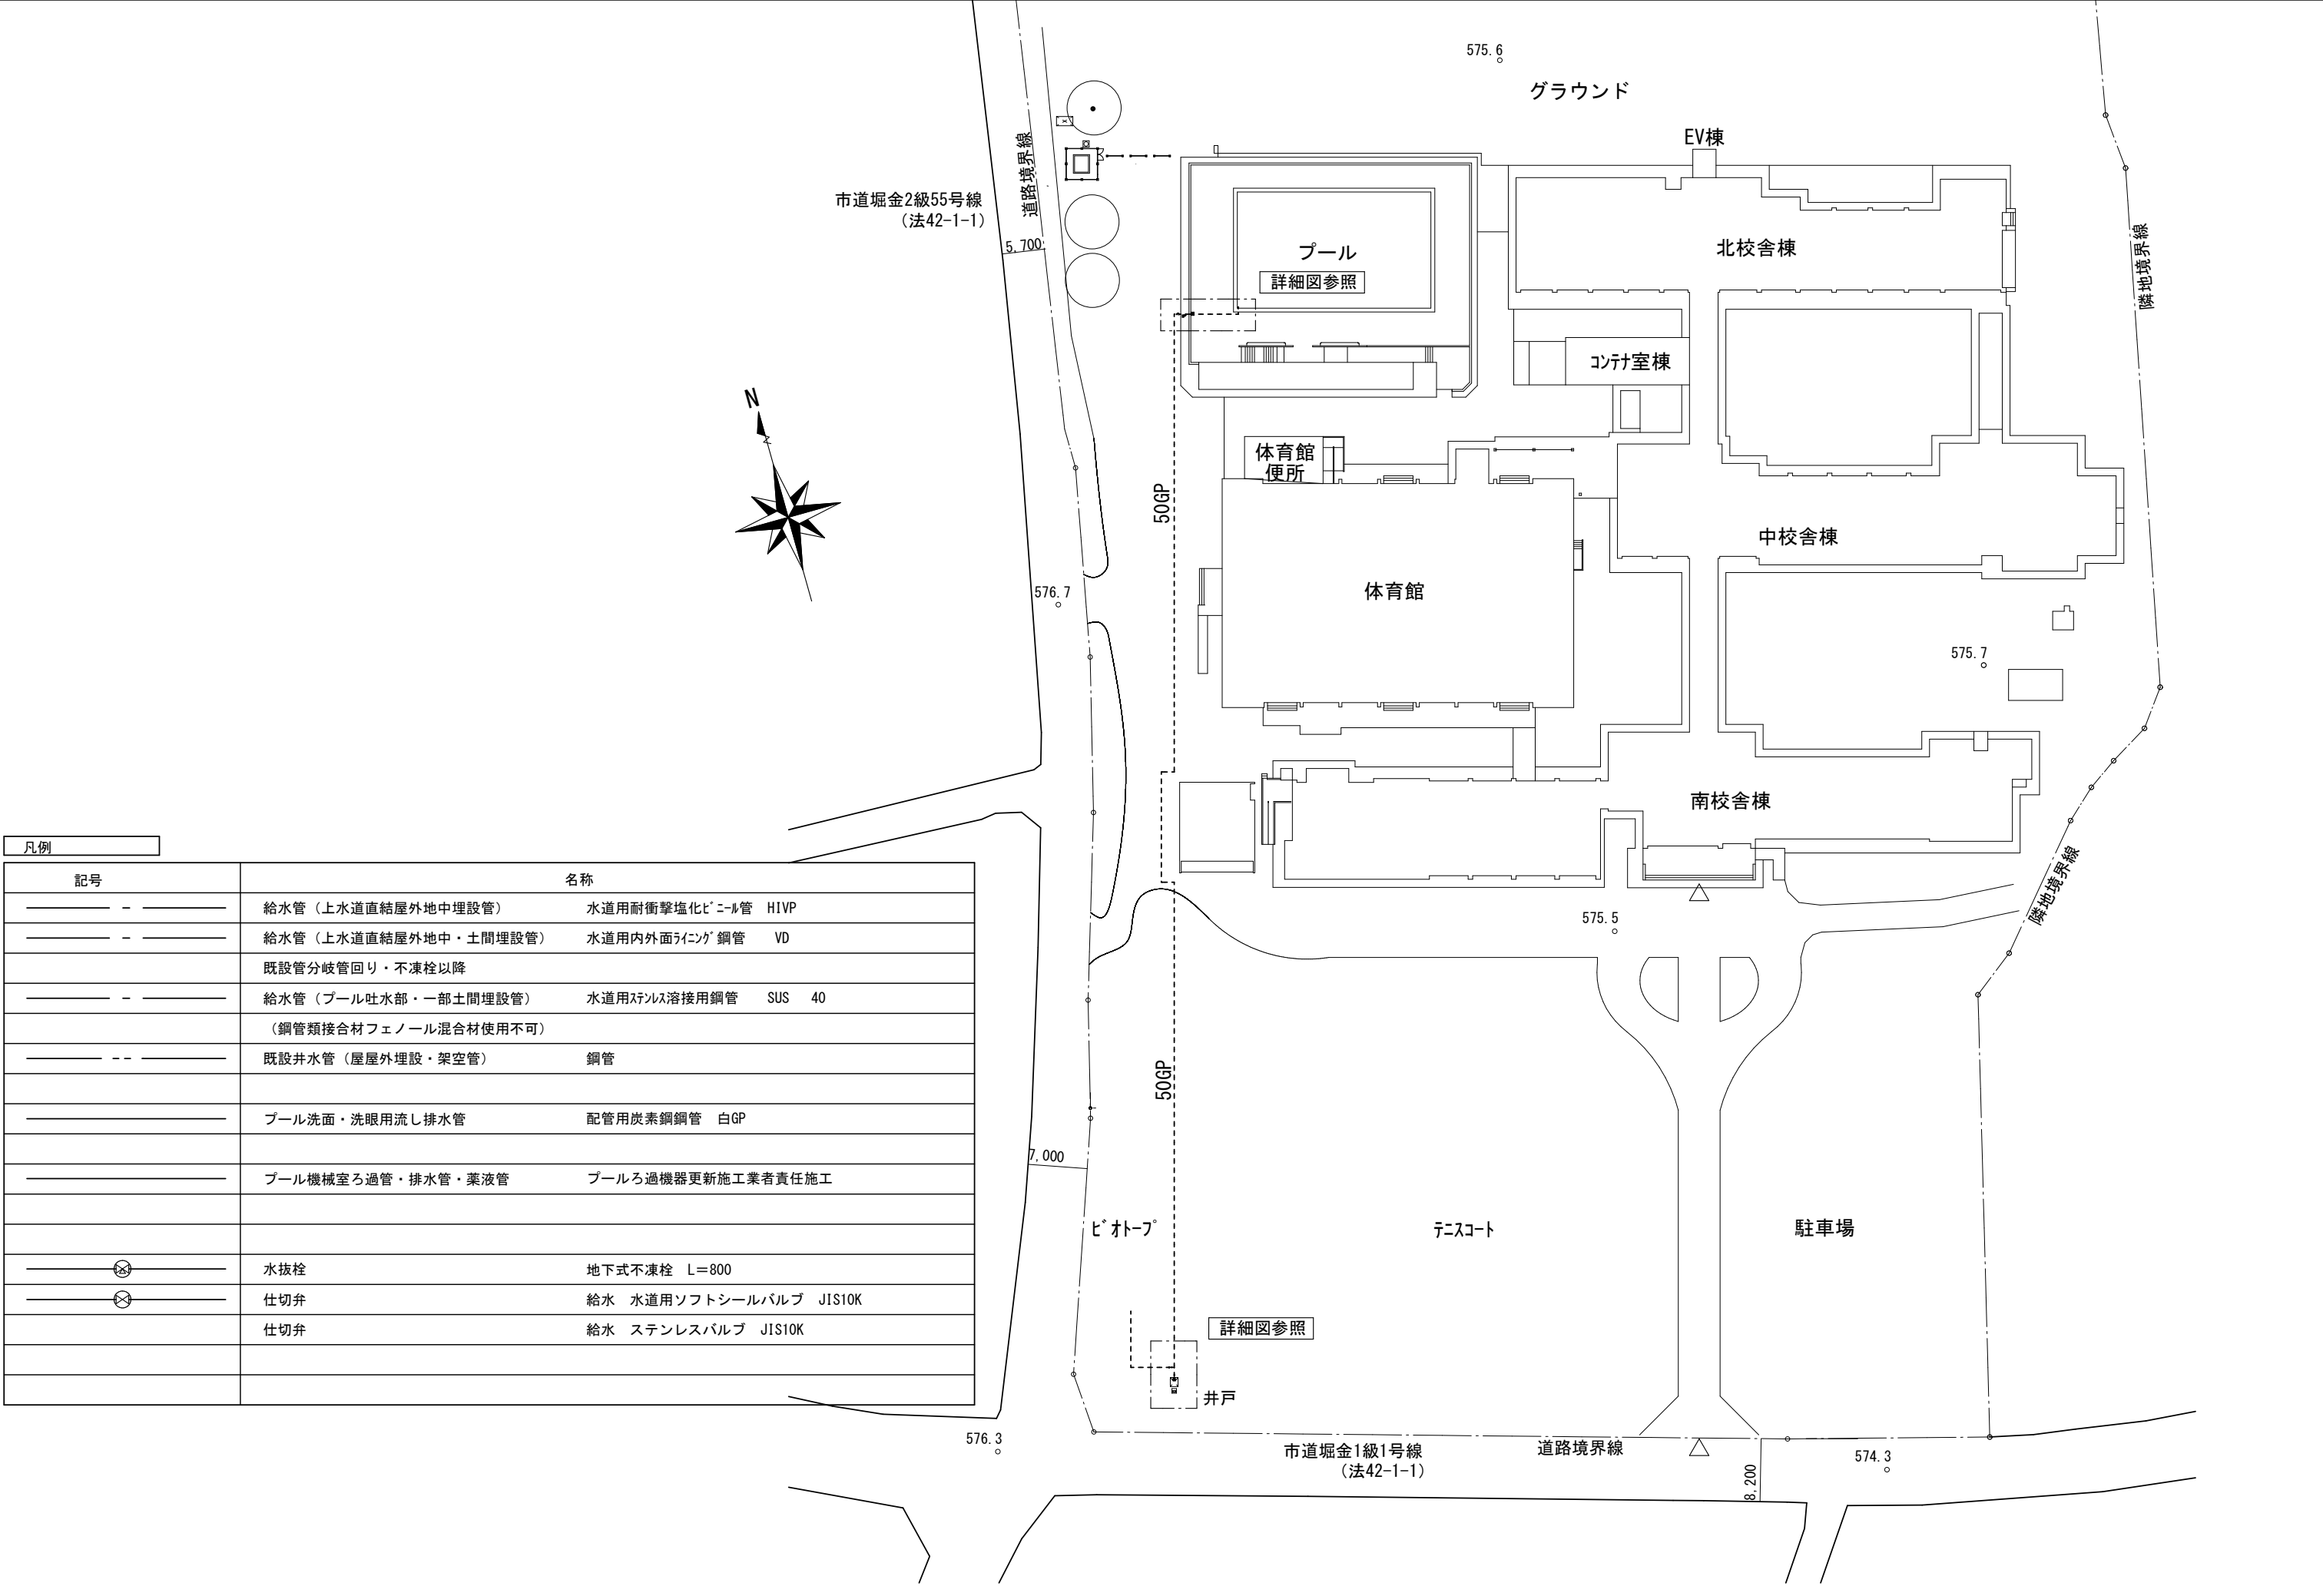 575.6
グラウンド
EV棟
道路境界線
市道堀金2級55号線
（法42-1-1）
5,700
プール
詳細図参照
北校舎棟
隣地境界線
コンテナ室棟
N
体育館
便所
50GP
中校舎棟
体育館
576.7
575.7
南校舎棟
隣地境界線
575.5
凡例
記号 名称
給水管（上水道直結屋外地中埋設管） 水道用耐衝撃塩化ビニール管 HIVP
給水管（上水道直結屋外地中・土間埋設管） 水道用内外面ライニング鋼管 VD
既設管分岐管回り・不凍栓以降
給水管（プール吐水部・一部土間埋設管） 水道用ステンレス溶接用鋼管 SUS 40
（鋼管類接合材フェノール混合材使用不可）
既設井水管（屋屋外埋設・架空管） 鋼管
プール洗面・洗眼用流し排水管 配管用炭素鋼鋼管 白GP
プール機械室ろ過管・排水管・薬液管 プールろ過機器更新施工業者責任施工
水抜栓 地下式不凍栓 L＝800
仕切弁 給水 水道用ソフトシールバルブ JIS10K
仕切弁 給水 ステンレスバルブ JIS10K
50GP
7,000
ビオトープ
テニスコート
駐車場
詳細図参照
井戸
576.3
市道堀金1級1号線
（法42-1-1）
道路境界線
8,200
574.3